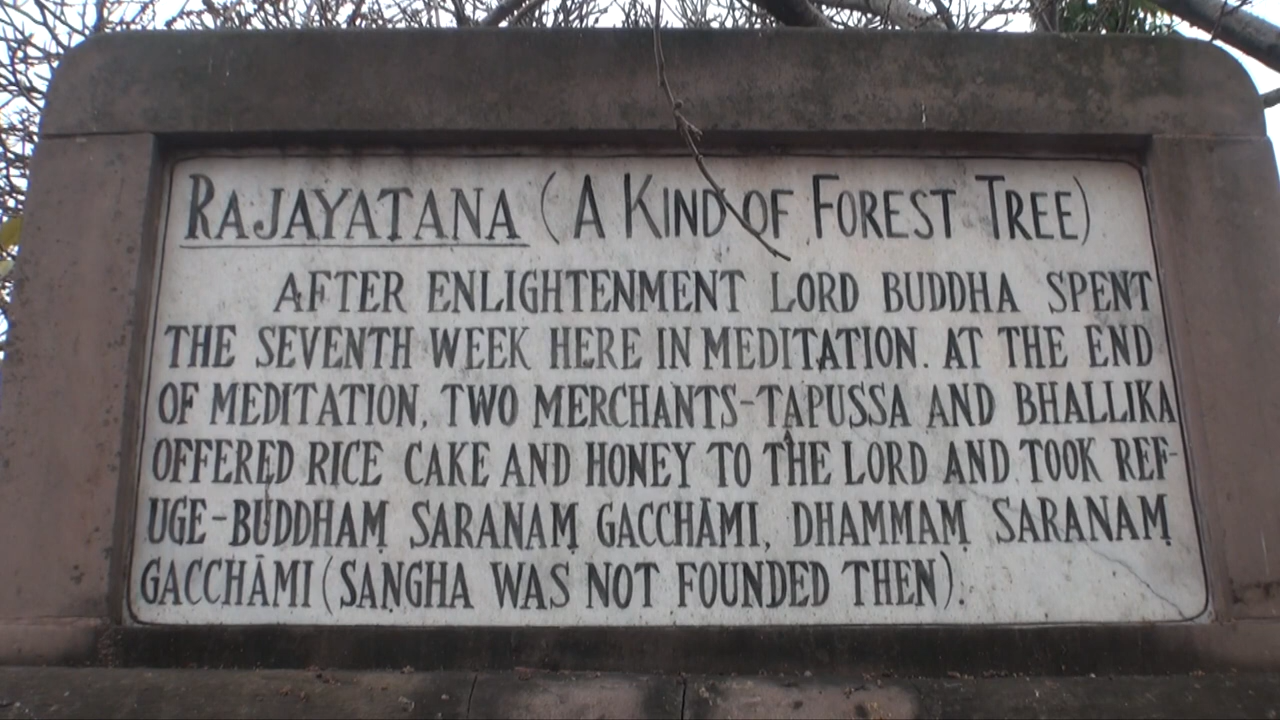 RAJAYATANA (A KIND OF FOREST TREE)
AFTER ENLIGHTENMENT LORD BUDDHA SPENT
THE SEVENTH WEEK HERE IN MEDITATION. AT THE END
OF MEDITATION, TWO MERCHANTS-TAPUSSA AND BHALLIKA
OFFERED RICE CAKE AND HONEY TO THE LORD AND TOOK REF-
UGE-BUDDHAṂ SARANAṂ GACCHĀMI, DHAMMAṂ SARANAṂ
GACCHĀMI (SAṆGHA WAS NOT FOUNDED THEN).